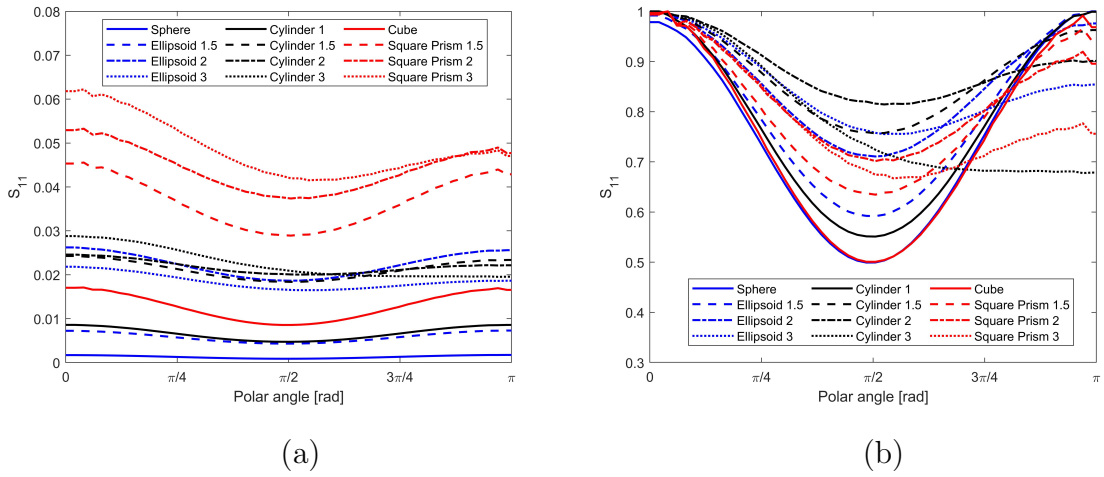 0.08
0.07
0.06
0.05
0.04
0.03
0.02
0.01
0
S11
Sphere Cylinder 1 Cube
Ellipsoid 1.5 Cylinder 1.5 Square Prism 1.5
Ellipsoid 2 Cylinder 2 Square Prism 2
Ellipsoid 3 Cylinder 3 Square Prism 3
0 π/4 π/2 3π/4 π
Polar angle [rad]
(a)
1
0.9
0.8
0.7
0.6
0.5
0.4
0.3
S11
Sphere Cylinder 1 Cube
Ellipsoid 1.5 Cylinder 1.5 Square Prism 1.5
Ellipsoid 2 Cylinder 2 Square Prism 2
Ellipsoid 3 Cylinder 3 Square Prism 3
0 π/4 π/2 3π/4 π
Polar angle [rad]
(b)